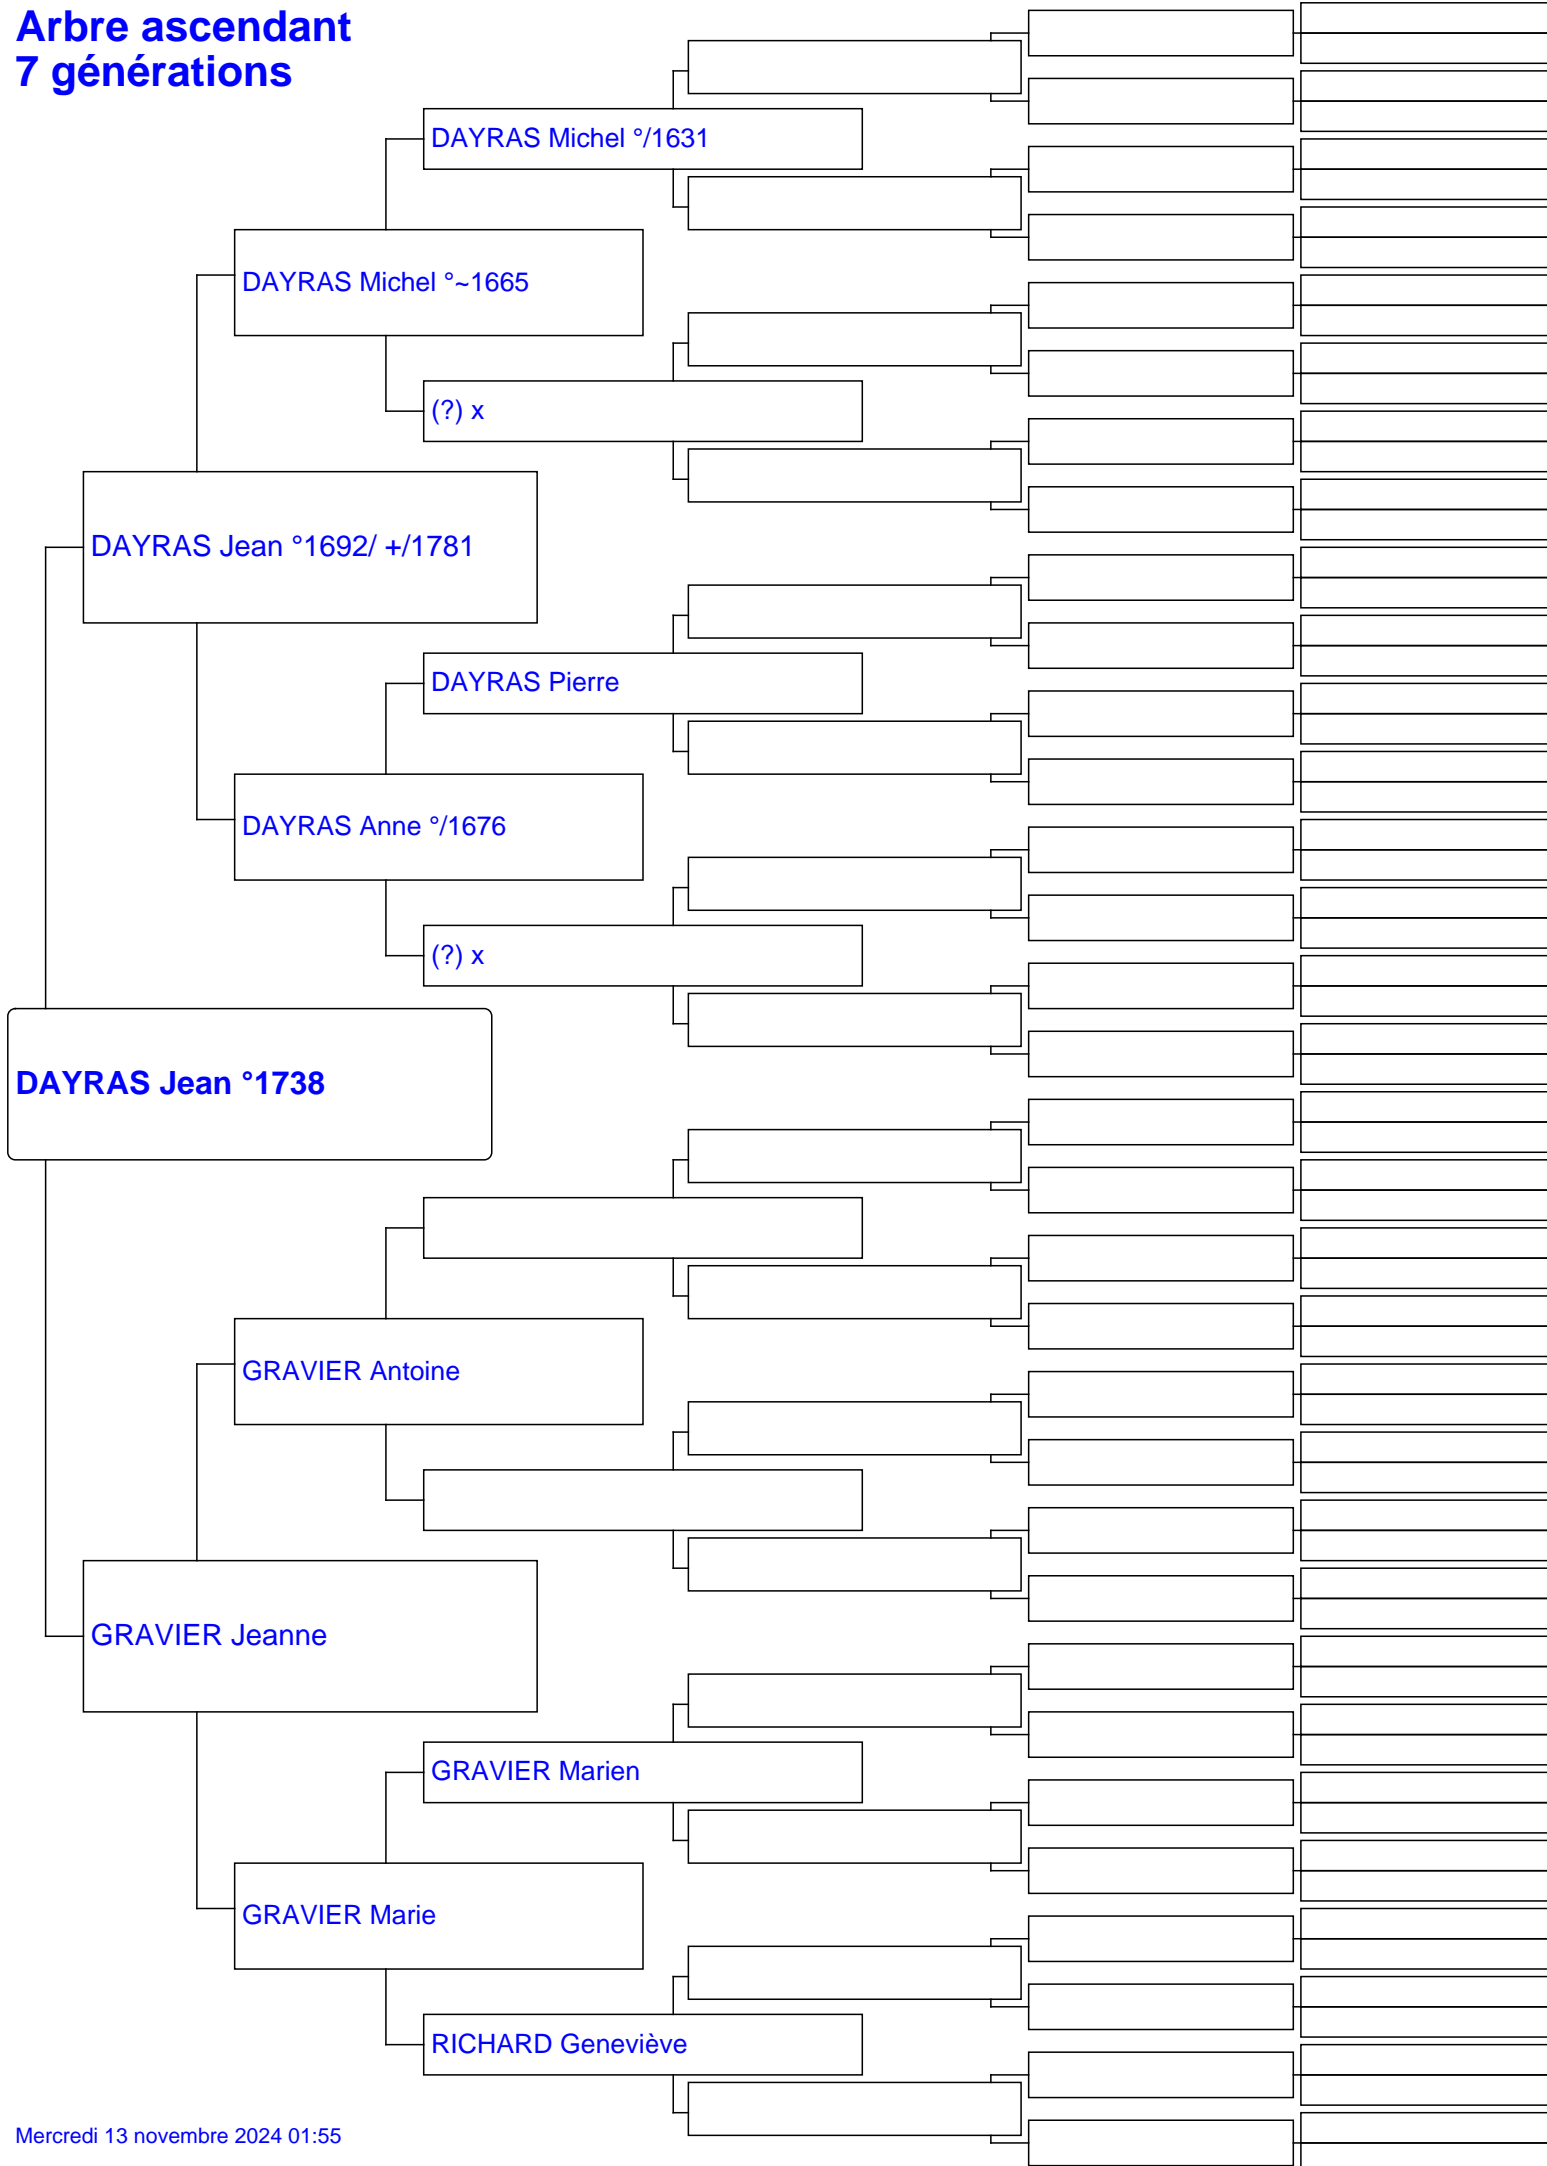 Arbre ascendant
7 générations
DAYRAS Michel °/1631
DAYRAS Michel °~1665
(?) x
DAYRAS Jean °1692/ +/1781
DAYRAS Pierre
DAYRAS Anne °/1676
(?) x
DAYRAS Jean °1738
GRAVIER Antoine
GRAVIER Jeanne
GRAVIER Marien
GRAVIER Marie
RICHARD Geneviève
Mercredi 13 novembre 2024 01:55